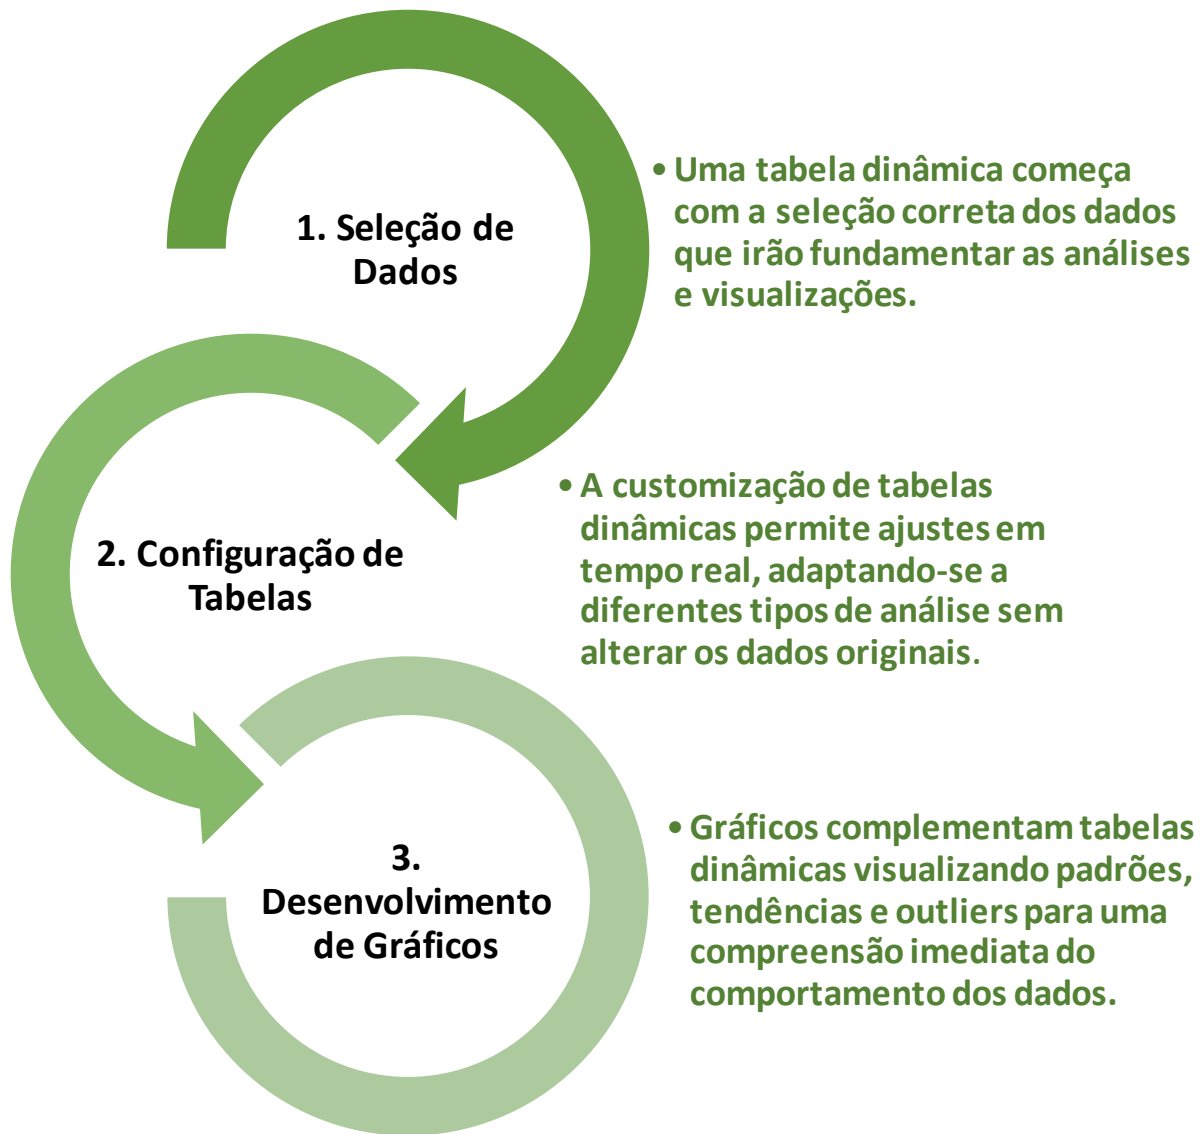 1. Seleção de
Dados
• Uma tabela dinâmica começa
com a seleção correta dos dados
que irão fundamentar as análises
e visualizações.
2. Configuração de
Tabelas
• A customização de tabelas
dinâmicas permite ajustes em
tempo real, adaptando-se a
diferentes tipos de análise sem
alterar os dados originais.
3.
Desenvolvimento
de Gráficos
• Gráficos complementam tabelas
dinâmicas visualizando padrões,
tendências e outliers para uma
compreensão imediata do
comportamento dos dados.